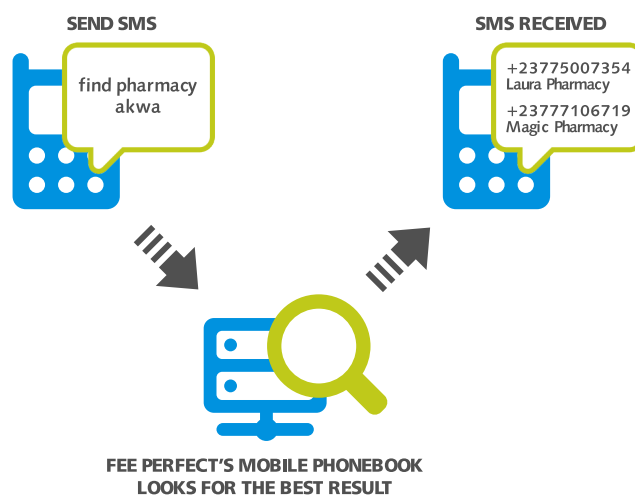 SEND SMS
find pharmacy
akwa
SMS RECEIVED
+23775007354
Laura Pharmacy
+23777106719
Magic Pharmacy
FEE PERFECT'S MOBILE PHONEBOOK
LOOKS FOR THE BEST RESULT